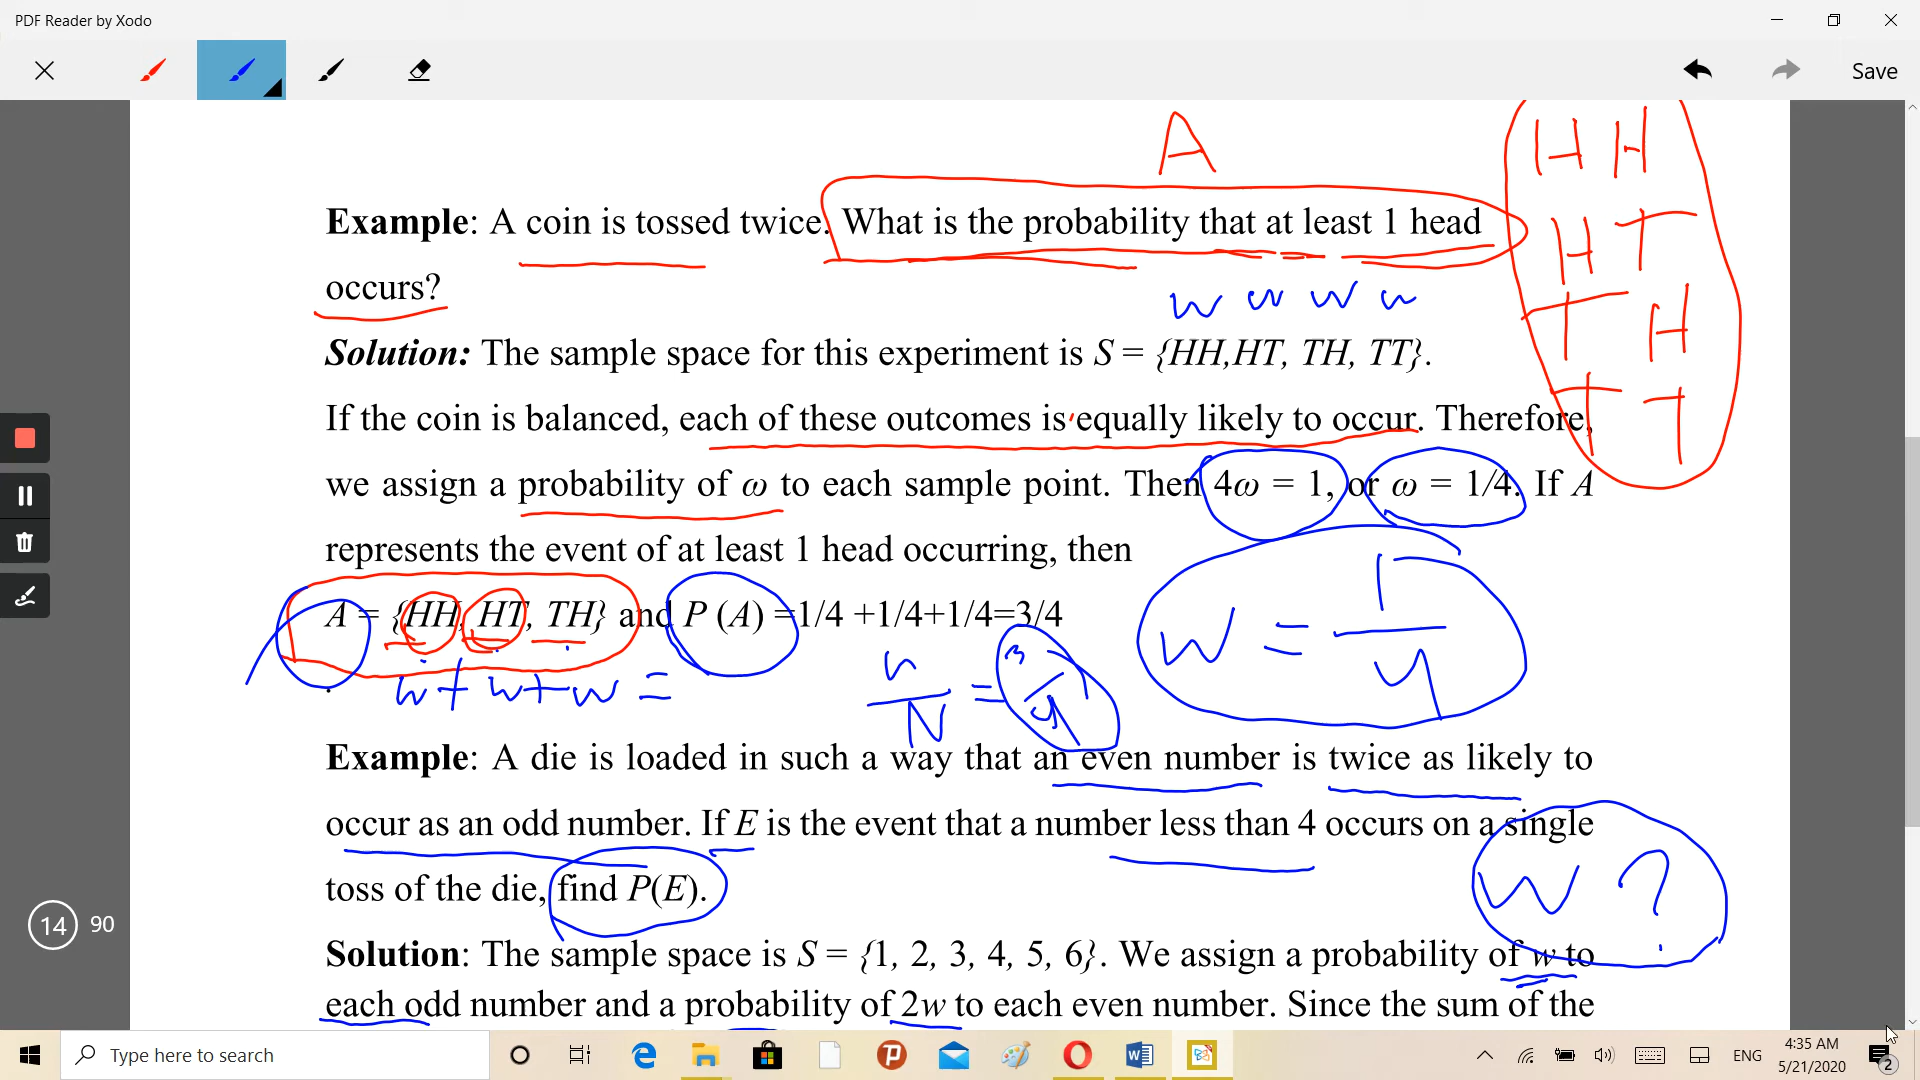 PDF Reader by Xodo
Save
A
H H
Example: A coin is tossed twice. What is the probability that at least 1 head
H T
occurs?
w w w w
T H
Solution: The sample space for this experiment is S = {HH,HT, TH, TT}.
T T
If the coin is balanced, each of these outcomes is equally likely to occur. Therefore,
we assign a probability of ω to each sample point. Then 4ω = 1, or ω = 1/4. If A
represents the event of at least 1 head occurring, then
A = {HH, HT, TH} and P (A) =1/4 +1/4+1/4=3/4
w = 1/4
w + w + w =
n/N = 3/4
Example: A die is loaded in such a way that an even number is twice as likely to
occur as an odd number. If E is the event that a number less than 4 occurs on a single
toss of the die, find P(E).
w ?
14 90
Solution: The sample space is S = {1, 2, 3, 4, 5, 6}. We assign a probability of w to
each odd number and a probability of 2w to each even number. Since the sum of the
Type here to search
ENG
4:35 AM
5/21/2020
2